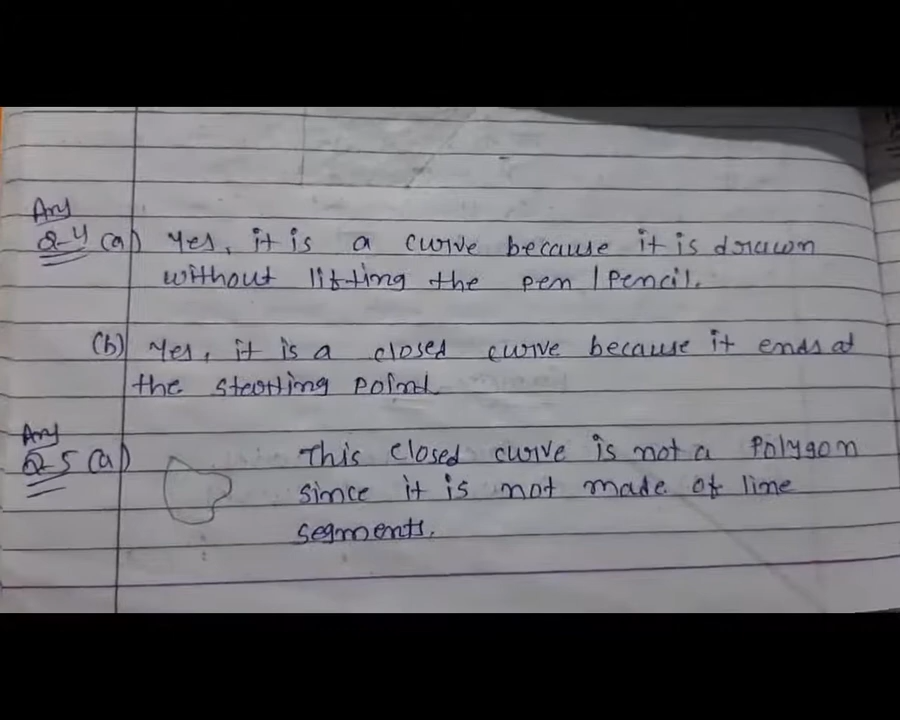 Ans
Q-4 (a) Yes, it is a curve because it is drawn
without lifting the pen / Pencil.
(b) Yes, it is a closed curve because it ends at
the starting Point
Ans
Q-5 (a) This closed curve is not a Polygon
since it is not made of line
segments.